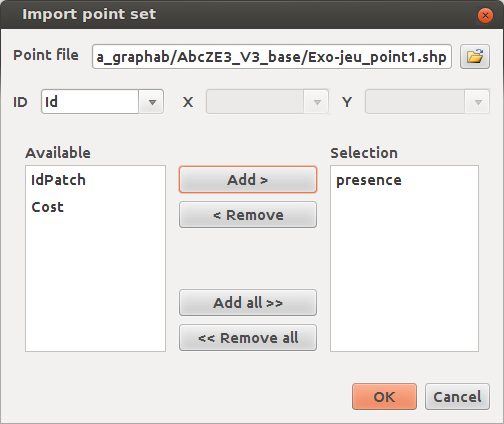 Import point set
Point file a_graphab/AbcZE3_V3_base/Exo-jeu_point1.shp
ID Id X Y
Available Selection
IdPatch Add > presence
Cost < Remove
Add all >>
<< Remove all
OK Cancel